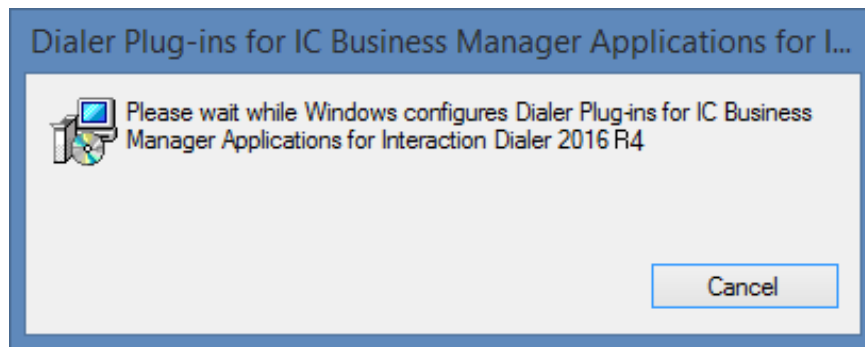 Dialer Plug-ins for IC Business Manager Applications for I...
Please wait while Windows configures Dialer Plug-ins for IC Business
Manager Applications for Interaction Dialer 2016 R4
Cancel